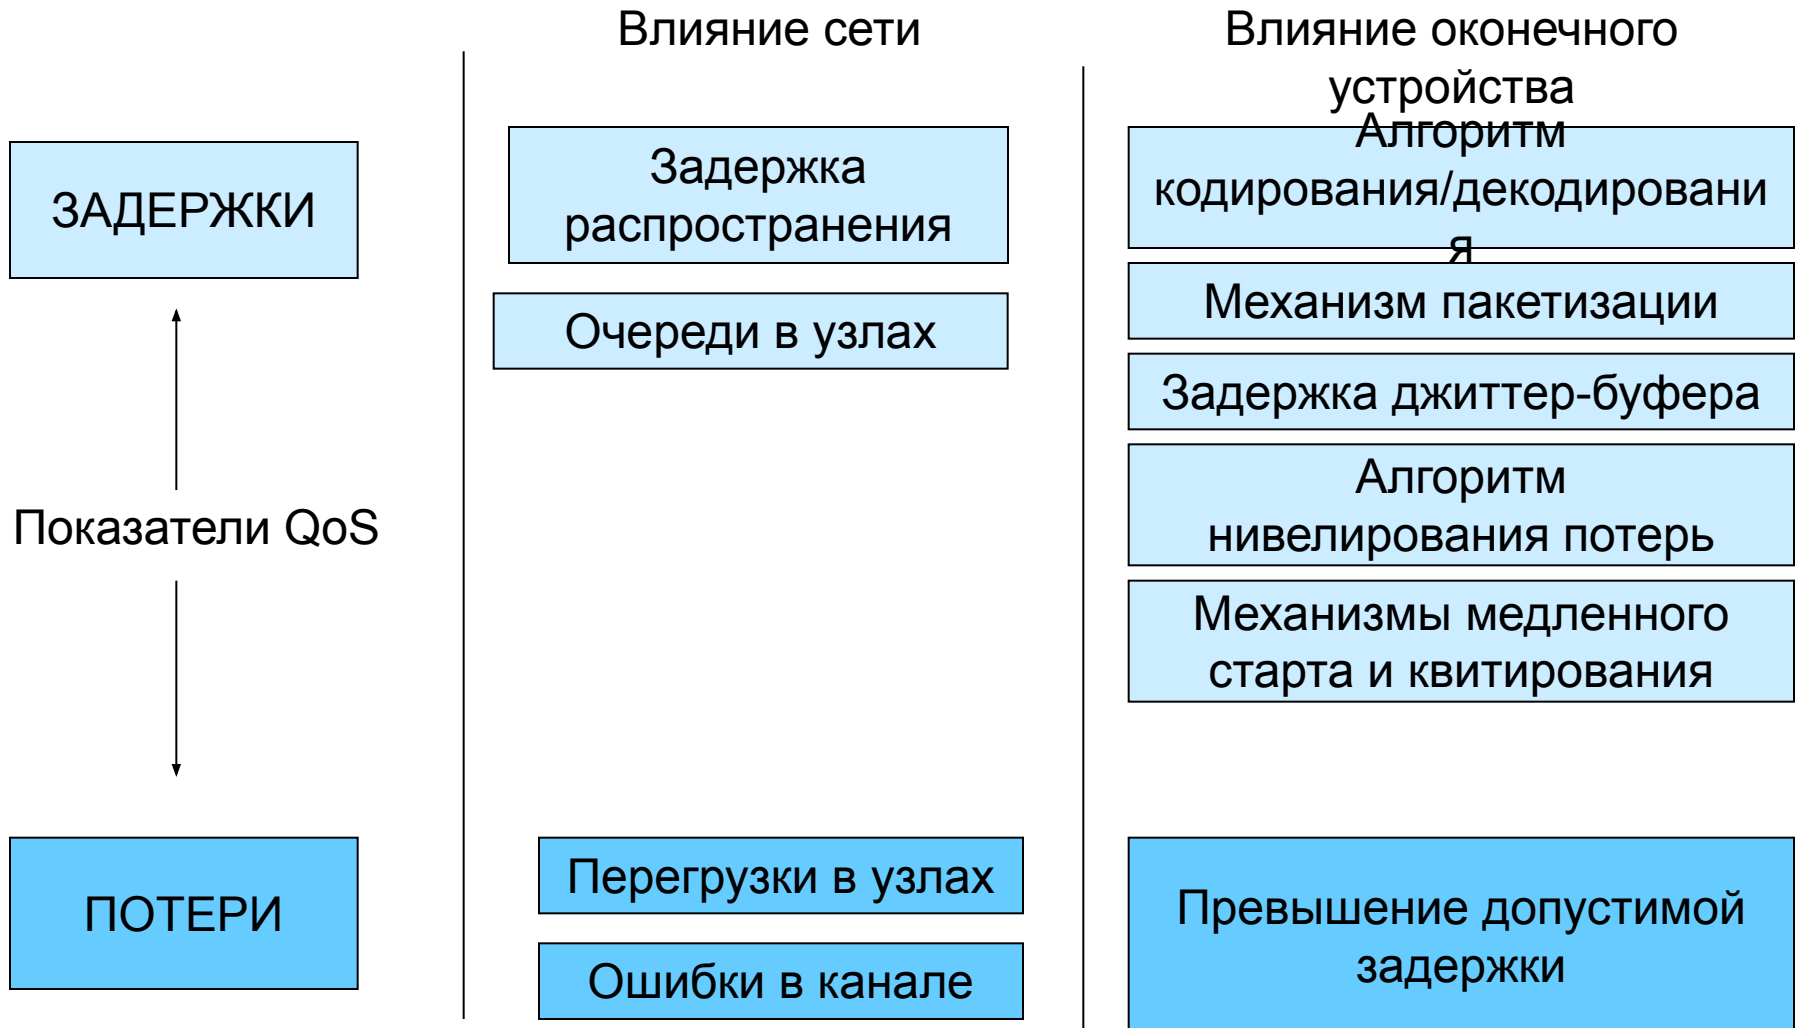 Влияние сети
Влияние оконечного
устройства
ЗАДЕРЖКИ
Задержка
распространения
Очереди в узлах
Алгоритм
кодирования/декодировани
я
Механизм пакетизации
Задержка джиттер-буфера
Алгоритм
нивелирования потерь
Механизмы медленного
старта и квитирования
Показатели QoS
ПОТЕРИ
Перегрузки в узлах
Ошибки в канале
Превышение допустимой
задержки